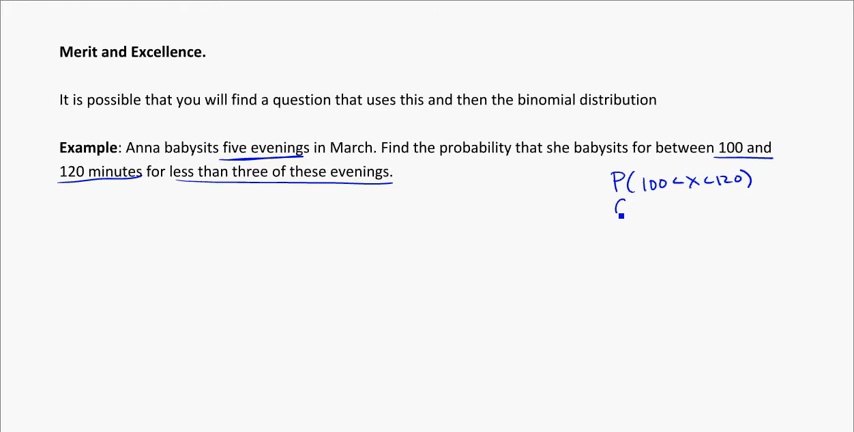 Merit and Excellence.
It is possible that you will find a question that uses this and then the binomial distribution
Example: Anna babysits five evenings in March. Find the probability that she babysits for between 100 and
120 minutes for less than three of these evenings.
P(100<x<120)
(